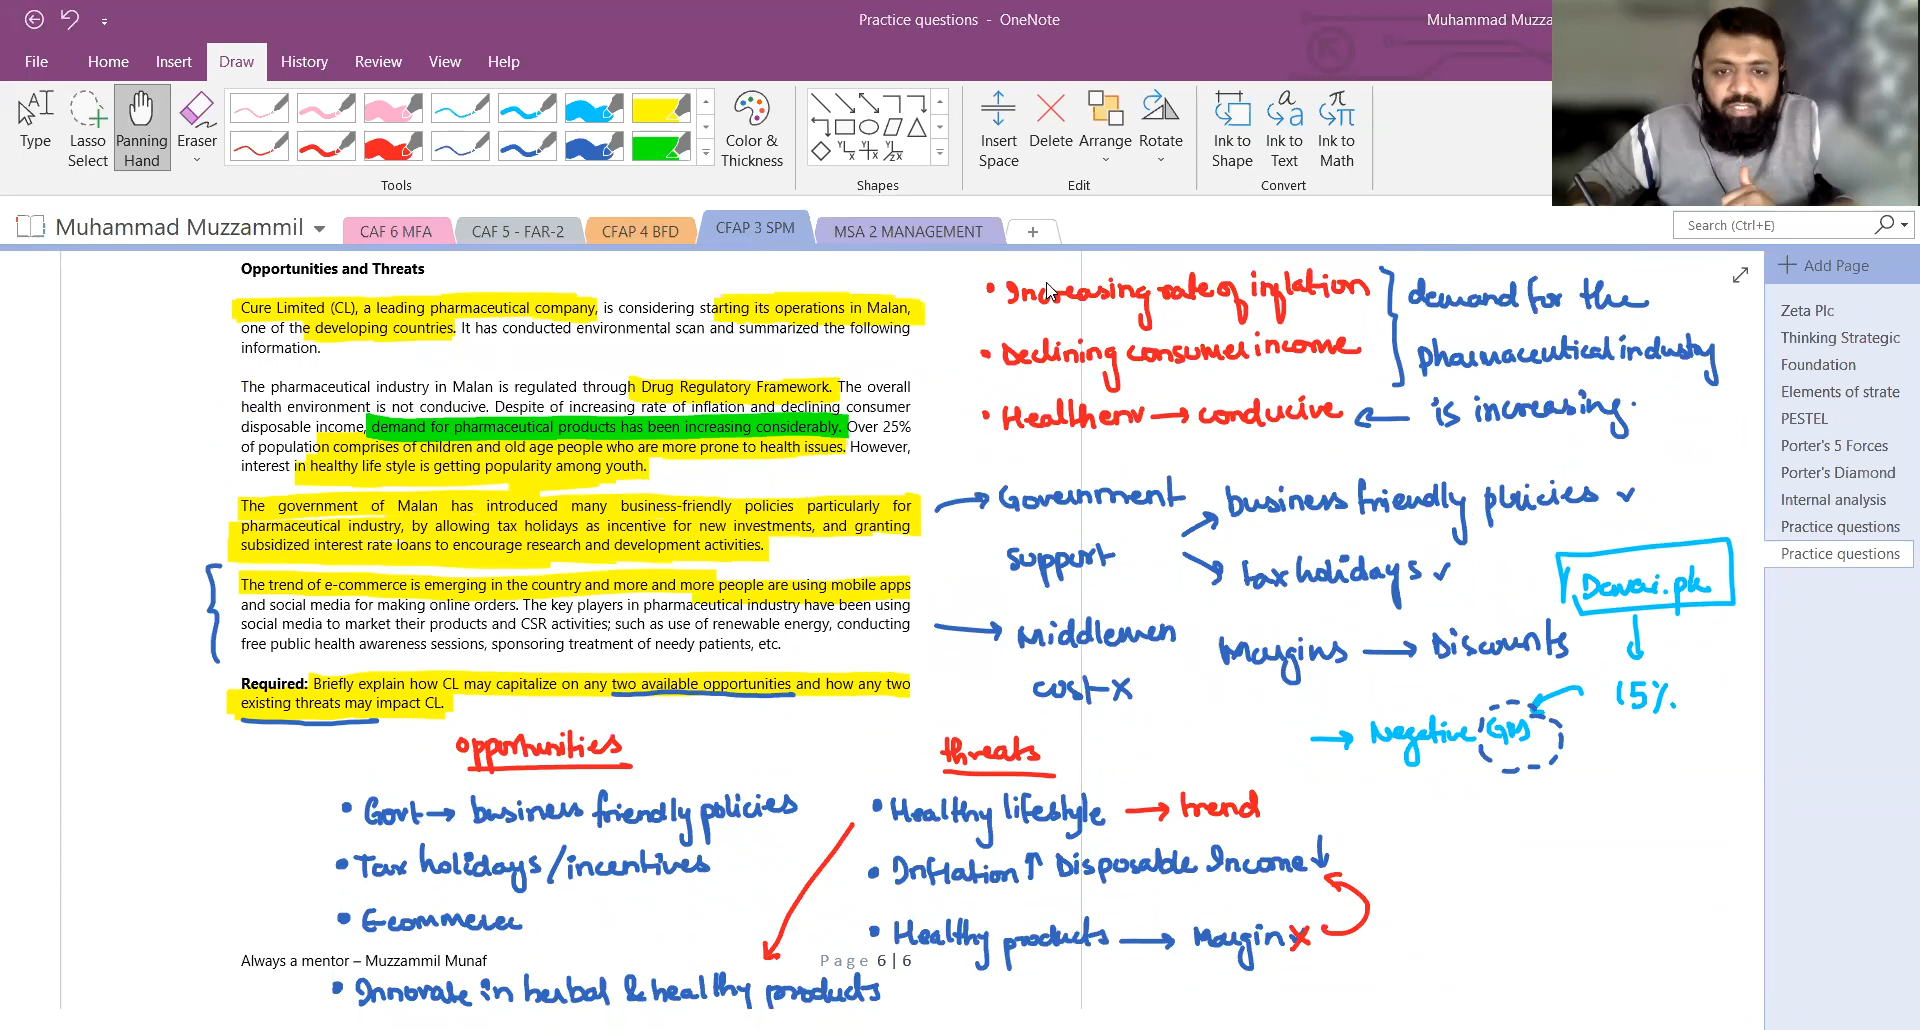 Practice questions - OneNote
Muhammad Muzza
File Home Insert Draw History Review View Help
Type
Lasso Select
Panning Hand
Eraser
Color & Thickness
Insert Space
Delete
Arrange
Rotate
Ink to Shape
Ink to Text
Ink to Math
Tools
Shapes
Edit
Convert
Muhammad Muzzammil
CAF 6 MFA
CAF 5 - FAR-2
CFAP 4 BFD
CFAP 3 SPM
MSA 2 MANAGEMENT
Search (Ctrl+E)
Add Page
Zeta Plc
Thinking Strategic
Foundation
Elements of strate
PESTEL
Porter's 5 Forces
Porter's Diamond
Internal analysis
Practice questions
Practice questions
Opportunities and Threats
Cure Limited (CL), a leading pharmaceutical company, is considering starting its operations in Malan,
one of the developing countries. It has conducted environmental scan and summarized the following
information.
The pharmaceutical industry in Malan is regulated through Drug Regulatory Framework. The overall
health environment is not conducive. Despite of increasing rate of inflation and declining consumer
disposable income, demand for pharmaceutical products has been increasing considerably. Over 25%
of population comprises of children and old age people who are more prone to health issues. However,
interest in healthy life style is getting popularity among youth.
The government of Malan has introduced many business-friendly policies particularly for
pharmaceutical industry, by allowing tax holidays as incentive for new investments, and granting
subsidized interest rate loans to encourage research and development activities.
The trend of e-commerce is emerging in the country and more and more people are using mobile apps
and social media for making online orders. The key players in pharmaceutical industry have been using
social media to market their products and CSR activities; such as use of renewable energy, conducting
free public health awareness sessions, sponsoring treatment of needy patients, etc.
Required: Briefly explain how CL may capitalize on any two available opportunities and how any two
existing threats may impact CL.
• Increasing rate of inflation
• Declining consumer income
• Health env → conducive
demand for the
pharmaceutical industry
← is increasing.
→ Government
support
business friendly policies ✓
tax holidays ✓
→ Middlemen
cost x
Margins → Discounts
Dawai.pk
15%
→ Negative GM
opportunities
• Govt → business friendly policies
• Tax holidays/incentives
• E-commerce
• Innovate in herbal & healthy products
threats
• Healthy lifestyle → trend
• Inflation ↑ Disposable Income ↓
• Healthy products → Margin x
Always a mentor – Muzzammil Munaf
Page 6|6